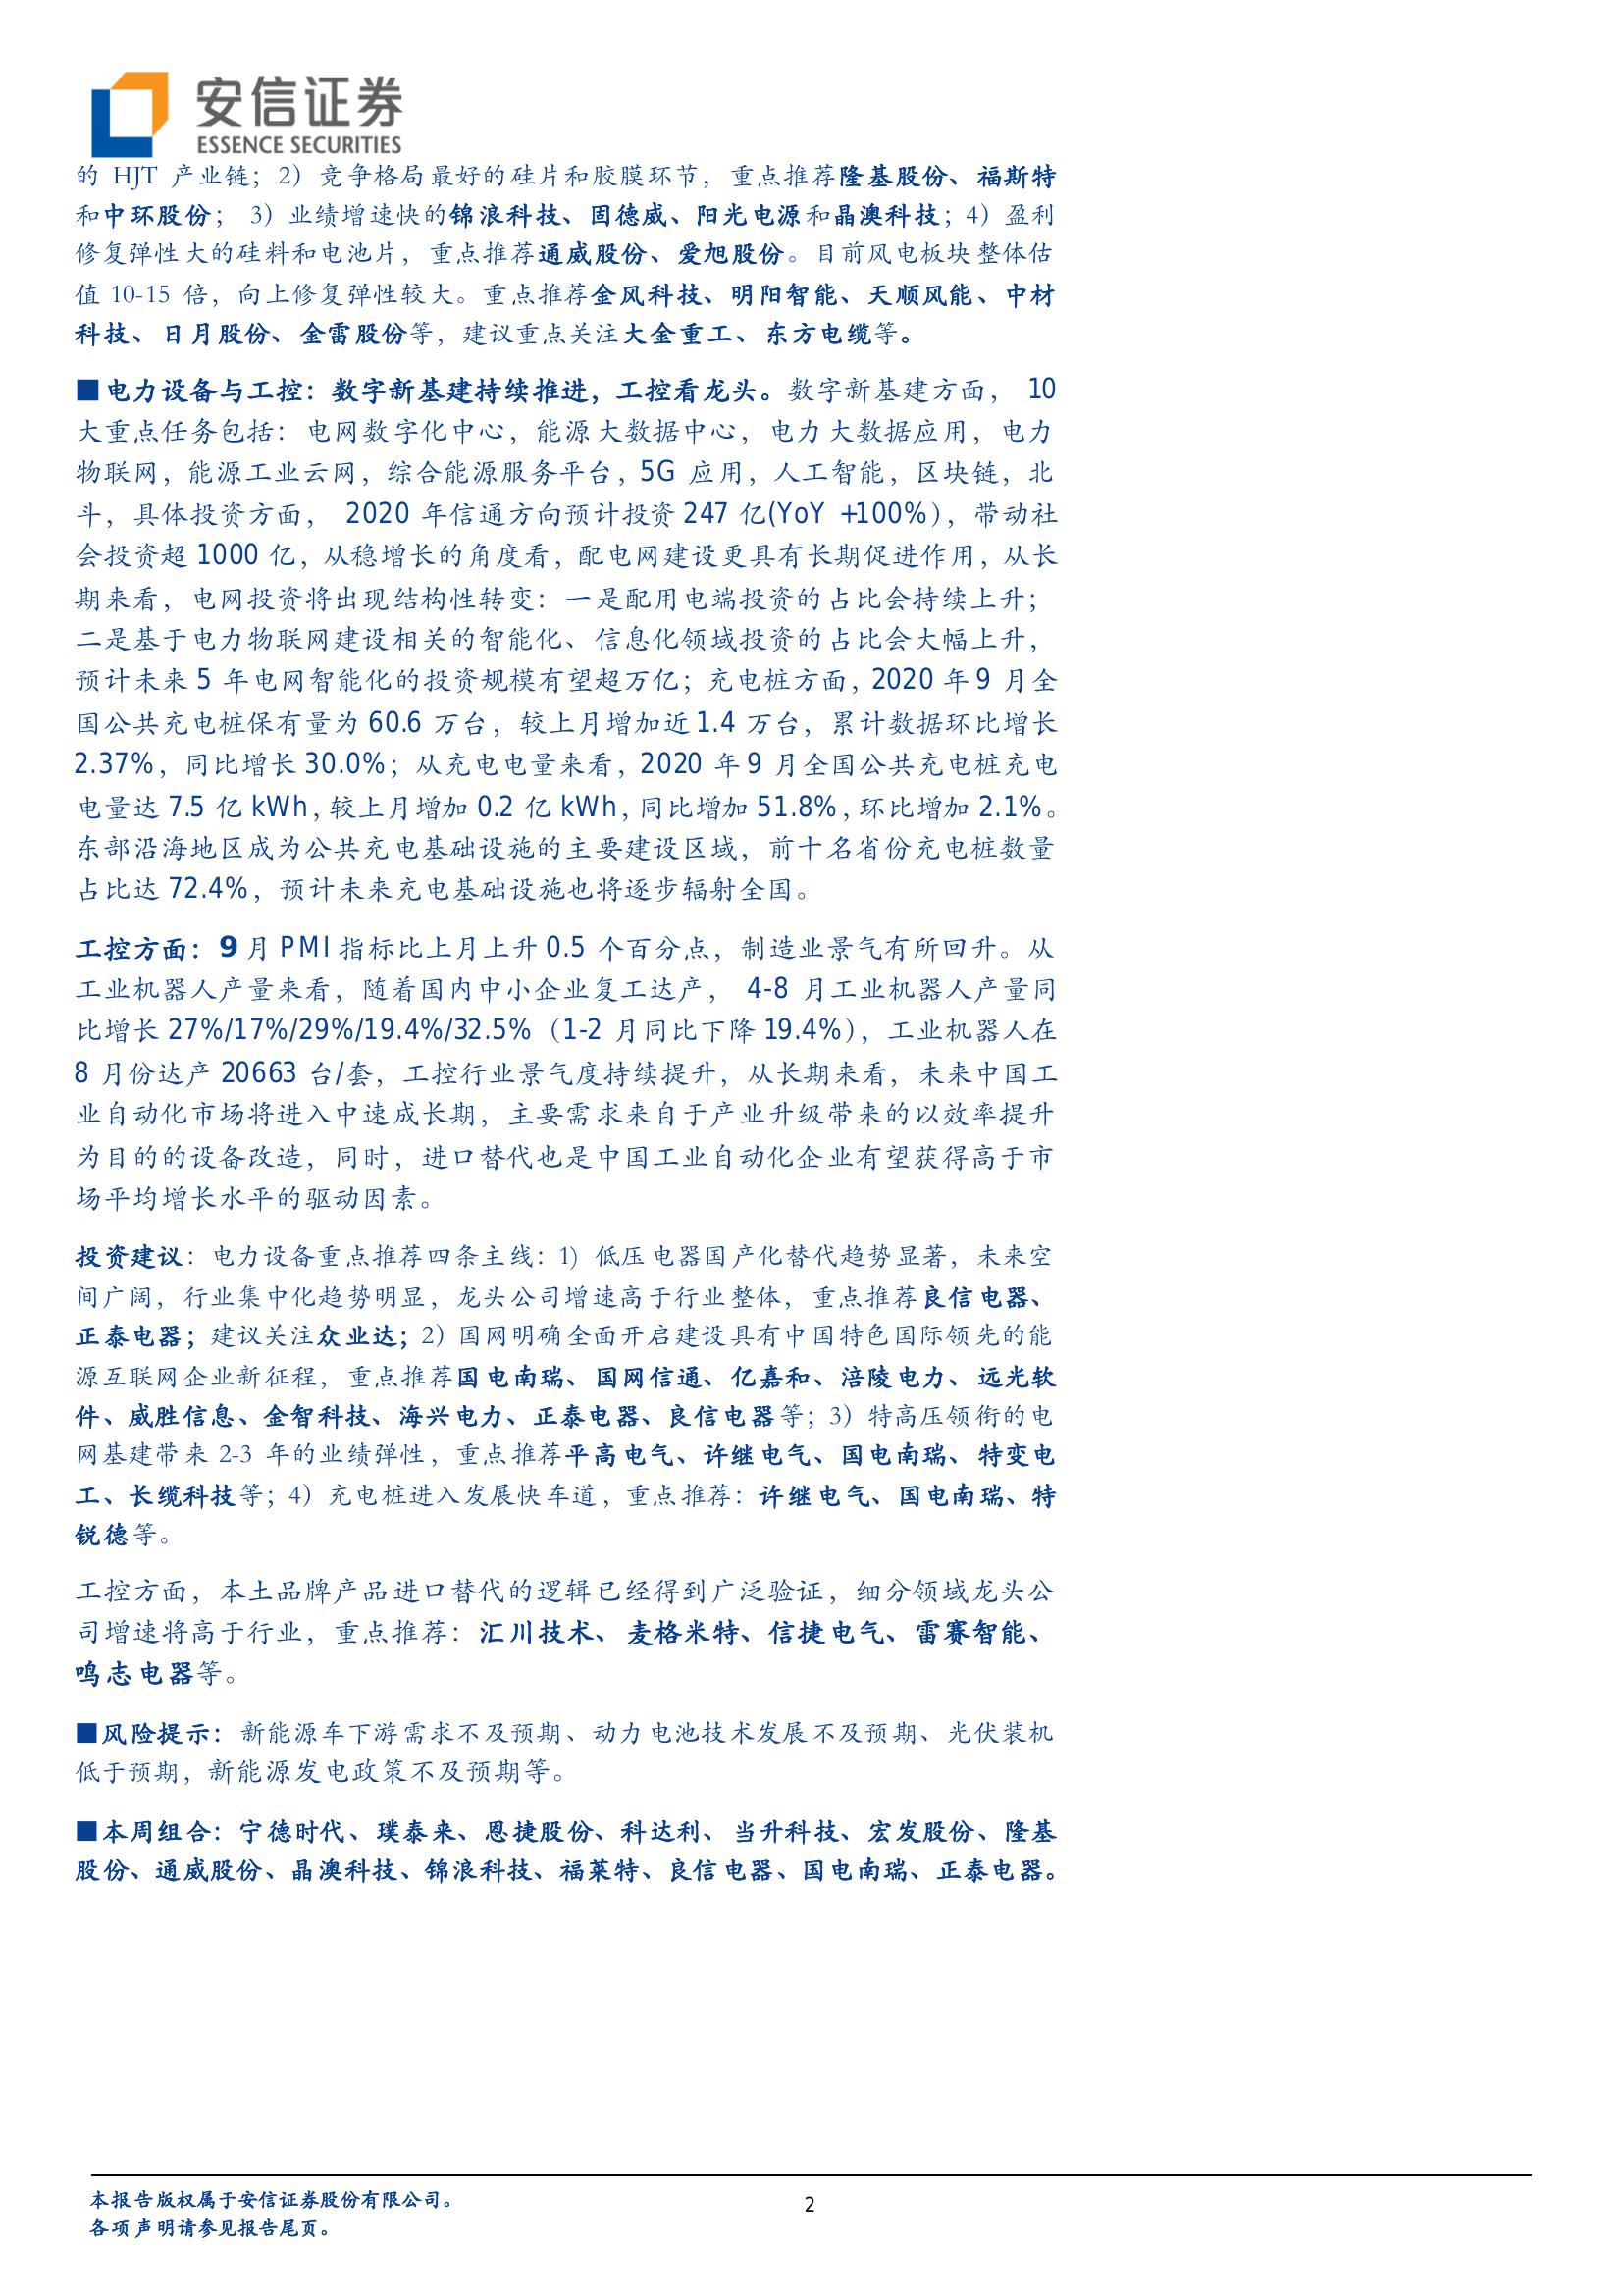 安信证券
ESSENCE SECURITIES
的 HJT 产业链；2）竞争格局最好的硅片和胶膜环节，重点推荐隆基股份、福斯特
和中环股份； 3）业绩增速快的锦浪科技、固德威、阳光电源和晶澳科技；4）盈利
修复弹性大的硅料和电池片，重点推荐通威股份、爱旭股份。目前风电板块整体估
值 10-15 倍，向上修复弹性较大。重点推荐金风科技、明阳智能、天顺风能、中材
科技、日月股份、金雷股份等，建议重点关注大金重工、东方电缆等。
■电力设备与工控：数字新基建持续推进，工控看龙头。数字新基建方面， 10
大重点任务包括：电网数字化中心，能源大数据中心，电力大数据应用，电力
物联网，能源工业云网，综合能源服务平台，5G 应用，人工智能，区块链，北
斗，具体投资方面， 2020 年信通方向预计投资 247 亿(YoY +100%)，带动社
会投资超 1000 亿，从稳增长的角度看，配电网建设更具有长期促进作用，从长
期来看，电网投资将出现结构性转变：一是配用电端投资的占比会持续上升；
二是基于电力物联网建设相关的智能化、信息化领域投资的占比会大幅上升，
预计未来 5 年电网智能化的投资规模有望超万亿；充电桩方面，2020 年 9 月全
国公共充电桩保有量为 60.6 万台，较上月增加近 1.4 万台，累计数据环比增长
2.37%，同比增长 30.0%；从充电电量来看，2020 年 9 月全国公共充电桩充电
电量达 7.5 亿 kWh，较上月增加 0.2 亿 kWh，同比增加 51.8%，环比增加 2.1%。
东部沿海地区成为公共充电基础设施的主要建设区域，前十名省份充电桩数量
占比达 72.4%，预计未来充电基础设施也将逐步辐射全国。
工控方面：9 月 PMI 指标比上月上升 0.5 个百分点，制造业景气有所回升。从
工业机器人产量来看，随着国内中小企业复工达产， 4-8 月工业机器人产量同
比增长 27%/17%/29%/19.4%/32.5%（1-2 月同比下降 19.4%），工业机器人在
8 月份达产 20663 台/套，工控行业景气度持续提升，从长期来看，未来中国工
业自动化市场将进入中速成长期，主要需求来自于产业升级带来的以效率提升
为目的的设备改造，同时，进口替代也是中国工业自动化企业有望获得高于市
场平均增长水平的驱动因素。
投资建议：电力设备重点推荐四条主线：1）低压电器国产化替代趋势显著，未来空
间广阔，行业集中化趋势明显，龙头公司增速高于行业整体，重点推荐良信电器、
正泰电器；建议关注众业达；2）国网明确全面开启建设具有中国特色国际领先的能
源互联网企业新征程，重点推荐国电南瑞、国网信通、亿嘉和、涪陵电力、远光软
件、威胜信息、金智科技、海兴电力、正泰电器、良信电器等；3）特高压领衔的电
网基建带来 2-3 年的业绩弹性，重点推荐平高电气、许继电气、国电南瑞、特变电
工、长缆科技等；4）充电桩进入发展快车道，重点推荐：许继电气、国电南瑞、特
锐德等。
工控方面，本土品牌产品进口替代的逻辑已经得到广泛验证，细分领域龙头公
司增速将高于行业，重点推荐：汇川技术、麦格米特、信捷电气、雷赛智能、
鸣志电器等。
■风险提示：新能源车下游需求不及预期、动力电池技术发展不及预期、光伏装机
低于预期，新能源发电政策不及预期等。
■本周组合：宁德时代、璞泰来、恩捷股份、科达利、当升科技、宏发股份、隆基
股份、通威股份、晶澳科技、锦浪科技、福莱特、良信电器、国电南瑞、正泰电器。
本报告版权属于安信证券股份有限公司。
2
各项声明请参见报告尾页。